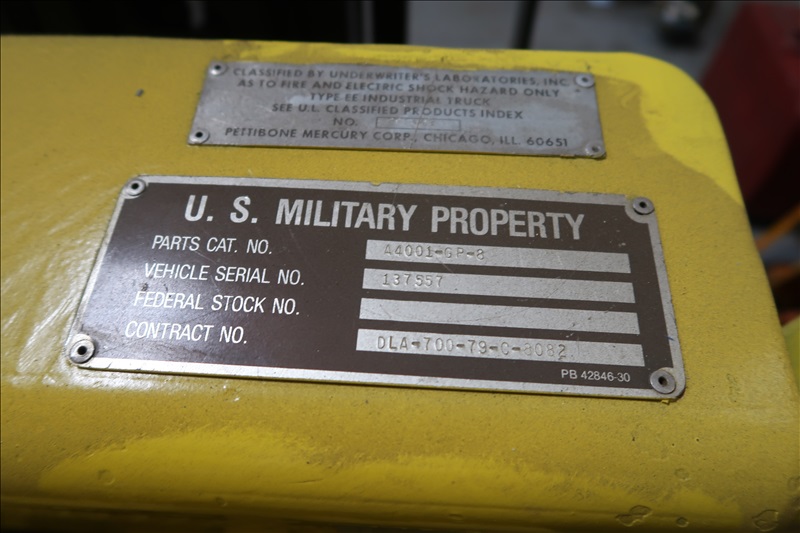 CLASSIFIED BY UNDERWRITER'S LABORATORIES, INC.
AS TO FIRE AND ELECTRIC SHOCK HAZARD ONLY
TYPE EE INDUSTRIAL TRUCK
SEE U.L. CLASSIFIED PRODUCTS INDEX
NO.
PETTIBONE MERCURY CORP., CHICAGO, ILL. 60651
U. S. MILITARY PROPERTY
PARTS CAT. NO. A4001-GP-8
VEHICLE SERIAL NO. 137557
FEDERAL STOCK NO.
CONTRACT NO. DLA-700-79-C-8082
PB 42846-30